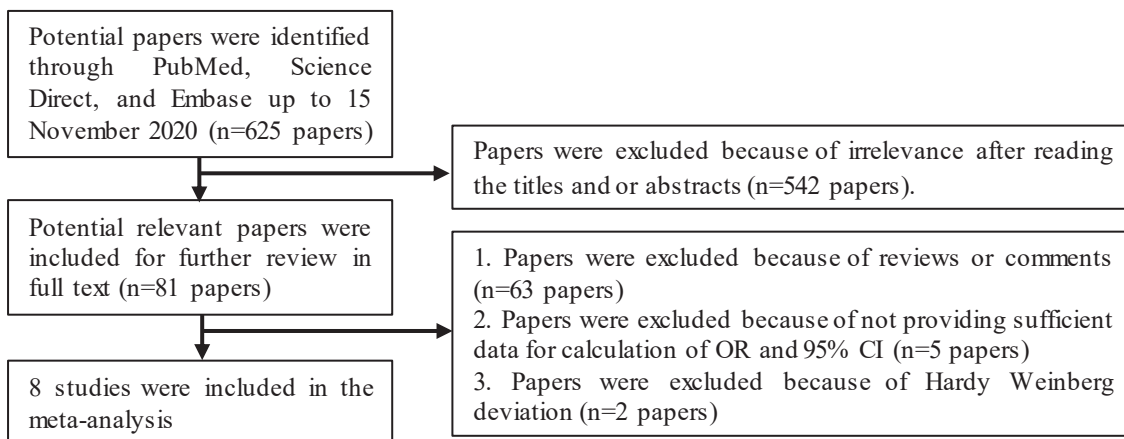 Potential papers were identified
through PubMed, Science
Direct, and Embase up to 15
November 2020 (n=625 papers)
Papers were excluded because of irrelevance after reading
the titles and or abstracts (n=542 papers).
Potential relevant papers were
included for further review in
full text (n=81 papers)
1. Papers were excluded because of reviews or comments
(n=63 papers)
2. Papers were excluded because of not providing sufficient
data for calculation of OR and 95% CI (n=5 papers)
3. Papers were excluded because of Hardy Weinberg
deviation (n=2 papers)
8 studies were included in the
meta-analysis